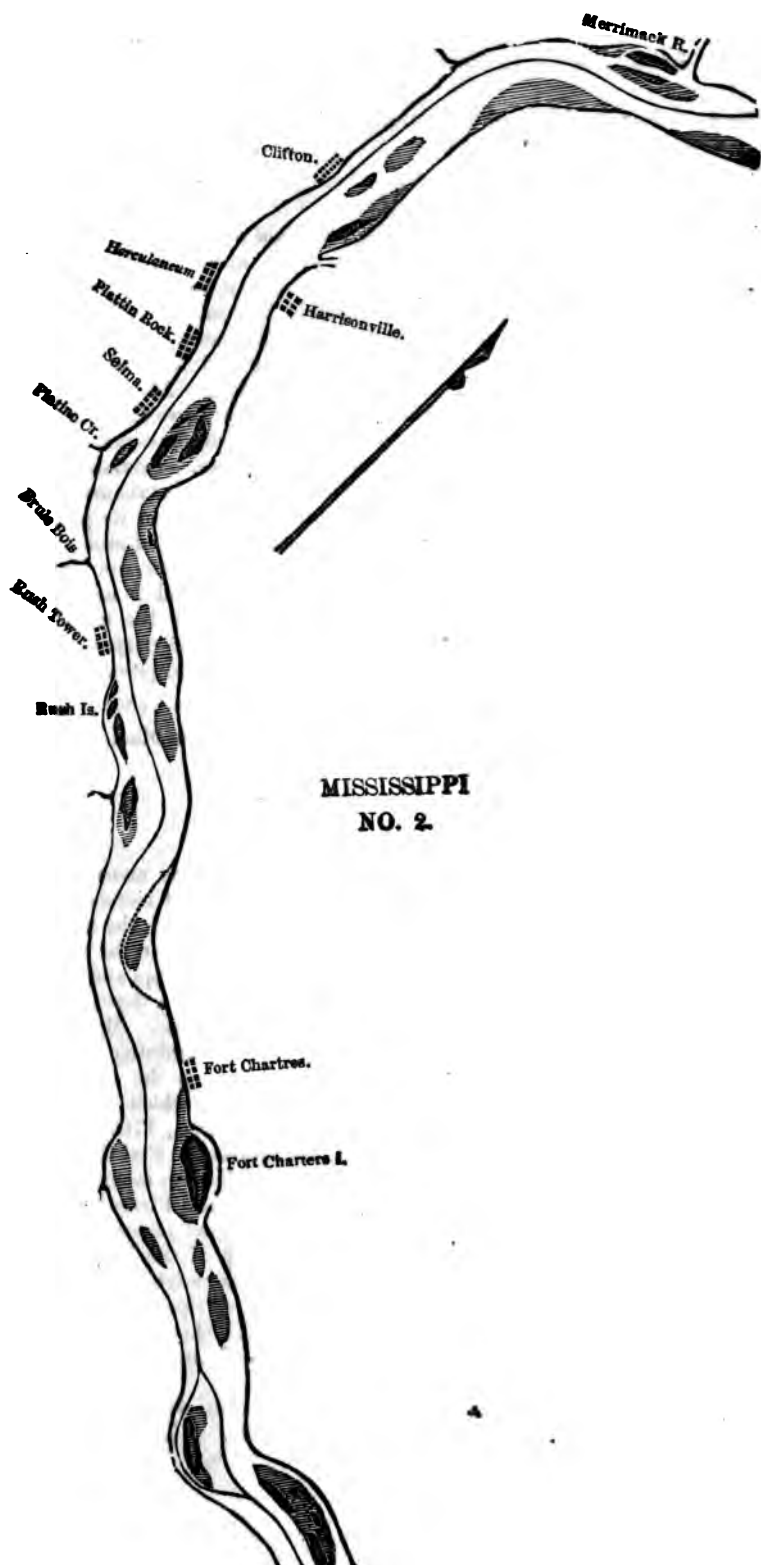 Merrimack R.
Clifton.
Herculaneum
Plattin Rock.
Harrisonville.
Selma.
Platine Cr.
Brule Bois
Rush Tower.
Rush Is.
MISSISSIPPI
NO. 2.
Fort Chartres.
Fort Charters I.